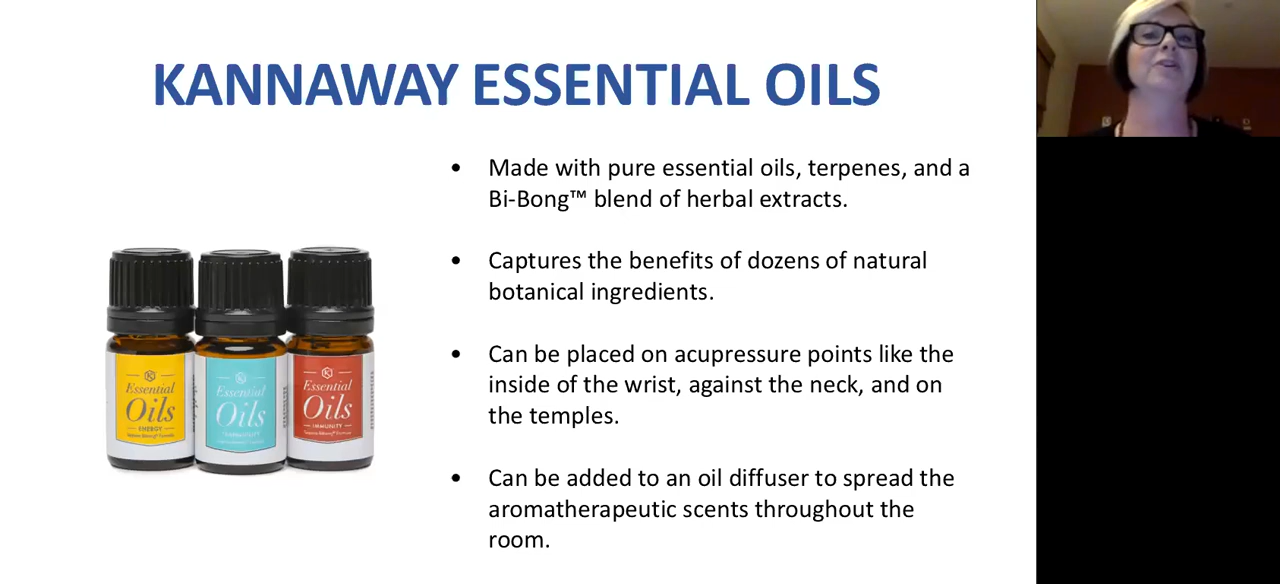 KANNAWAY ESSENTIAL OILS
• Made with pure essential oils, terpenes, and a
Bi-Bong™ blend of herbal extracts.
• Captures the benefits of dozens of natural
botanical ingredients.
• Can be placed on acupressure points like the
inside of the wrist, against the neck, and on
the temples.
• Can be added to an oil diffuser to spread the
aromatherapeutic scents throughout the
room.
Essential
Oils
ENERGY
Essential
Oils
TRANQUILITY
Essential
Oils
IMMUNITY